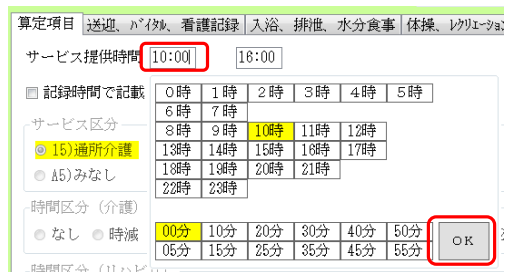 算定項目 送迎、バイタル、看護記録 入浴、排泄、水分食事 体操、レクリエーショ
サービス提供時間 10:00 16:00
記録時間で記載 0時 1時 2時 3時 4時 5時
6時 7時
サービス区分 8時 9時 10時 11時 12時
15)通所介護 13時 14時 15時 16時 17時
18時 19時 20時 21時
A5)みなし 22時 23時
時間区分（介護）
なし 時減 00分 10分 20分 30分 40分 50分 OK
05分 15分 25分 35分 45分 55分
時間区分（リハビ